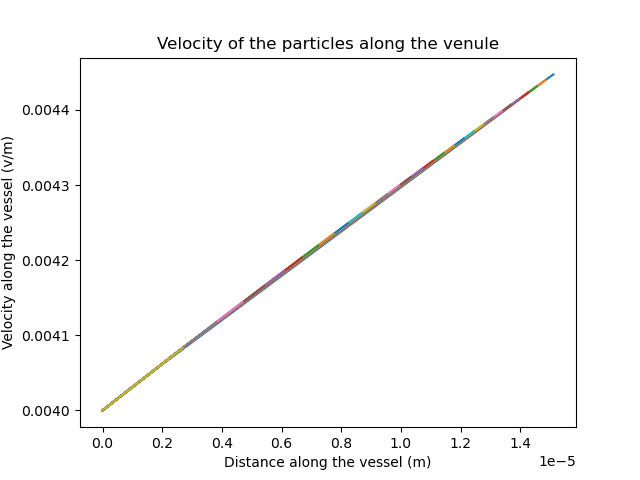 Velocity of the particles along the venule
Velocity along the vessel (v/m)
0.0044
0.0043
0.0042
0.0041
0.0040
0.0 0.2 0.4 0.6 0.8 1.0 1.2 1.4
1e−5
Distance along the vessel (m)